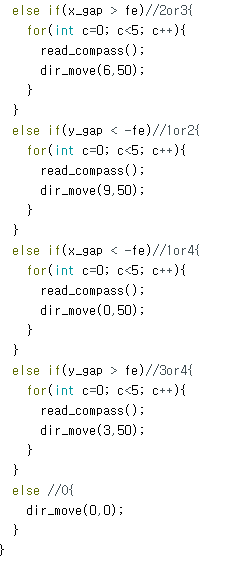 else if(x_gap > fe)//2or3{
for(int c=0; c<5; c++){
read_compass();
dir_move(6,50);
}
}
else if(y_gap < -fe)//1or2{
for(int c=0; c<5; c++){
read_compass();
dir_move(9,50);
}
}
else if(x_gap < -fe)//1or4{
for(int c=0; c<5; c++){
read_compass();
dir_move(0,50);
}
}
else if(y_gap > fe)//3or4{
for(int c=0; c<5; c++){
read_compass();
dir_move(3,50);
}
}
else //0{
dir_move(0,0);
}
}